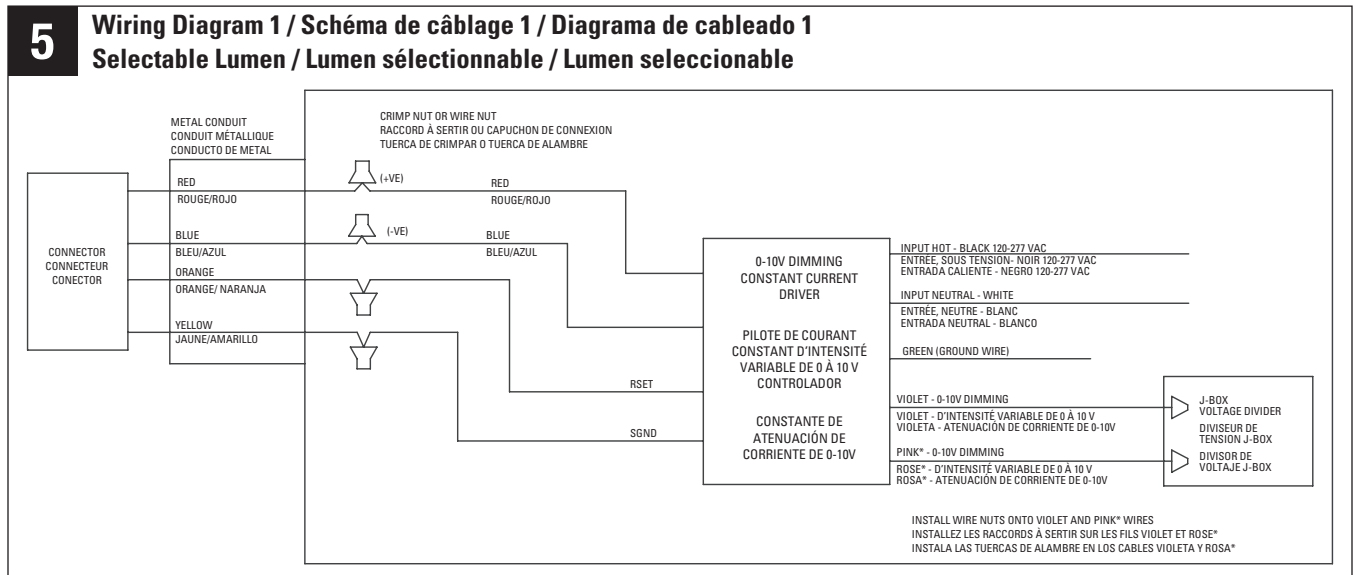 5
Wiring Diagram 1 / Schéma de câblage 1 / Diagrama de cableado 1
Selectable Lumen / Lumen sélectionnable / Lumen seleccionable
METAL CONDUIT
CONDUIT MÉTALLIQUE
CONDUCTO DE METAL
CRIMP NUT OR WIRE NUT
RACCORD À SERTIR OU CAPUCHON DE CONNEXION
TUERCA DE CRIMPAR O TUERCA DE ALAMBRE
CONNECTOR
CONNECTEUR
CONECTOR
RED
ROUGE/ROJO
(+VE)
RED
ROUGE/ROJO
BLUE
BLEU/AZUL
(-VE)
BLUE
BLEU/AZUL
ORANGE
ORANGE/ NARANJA
YELLOW
JAUNE/AMARILLO
RSET
SGND
0-10V DIMMING
CONSTANT CURRENT
DRIVER
PILOTE DE COURANT
CONSTANT D'INTENSITÉ
VARIABLE DE 0 À 10 V
CONTROLADOR
CONSTANTE DE
ATENUACIÓN DE
CORRIENTE DE 0-10V
INPUT HOT - BLACK 120-277 VAC
ENTRÉE, SOUS TENSION- NOIR 120-277 VAC
ENTRADA CALIENTE - NEGRO 120-277 VAC
INPUT NEUTRAL - WHITE
ENTRÉE, NEUTRE - BLANC
ENTRADA NEUTRAL - BLANCO
GREEN (GROUND WIRE)
VIOLET - 0-10V DIMMING
VIOLET - D'INTENSITÉ VARIABLE DE 0 À 10 V
VIOLETA - ATENUACIÓN DE CORRIENTE DE 0-10V
PINK* - 0-10V DIMMING
ROSE* - D'INTENSITÉ VARIABLE DE 0 À 10 V
ROSA* - ATENUACIÓN DE CORRIENTE DE 0-10V
J-BOX
VOLTAGE DIVIDER
DIVISEUR DE
TENSION J-BOX
DIVISOR DE
VOLTAJE J-BOX
INSTALL WIRE NUTS ONTO VIOLET AND PINK* WIRES
INSTALLEZ LES RACCORDS À SERTIR SUR LES FILS VIOLET ET ROSE*
INSTALA LAS TUERCAS DE ALAMBRE EN LOS CABLES VIOLETA Y ROSA*